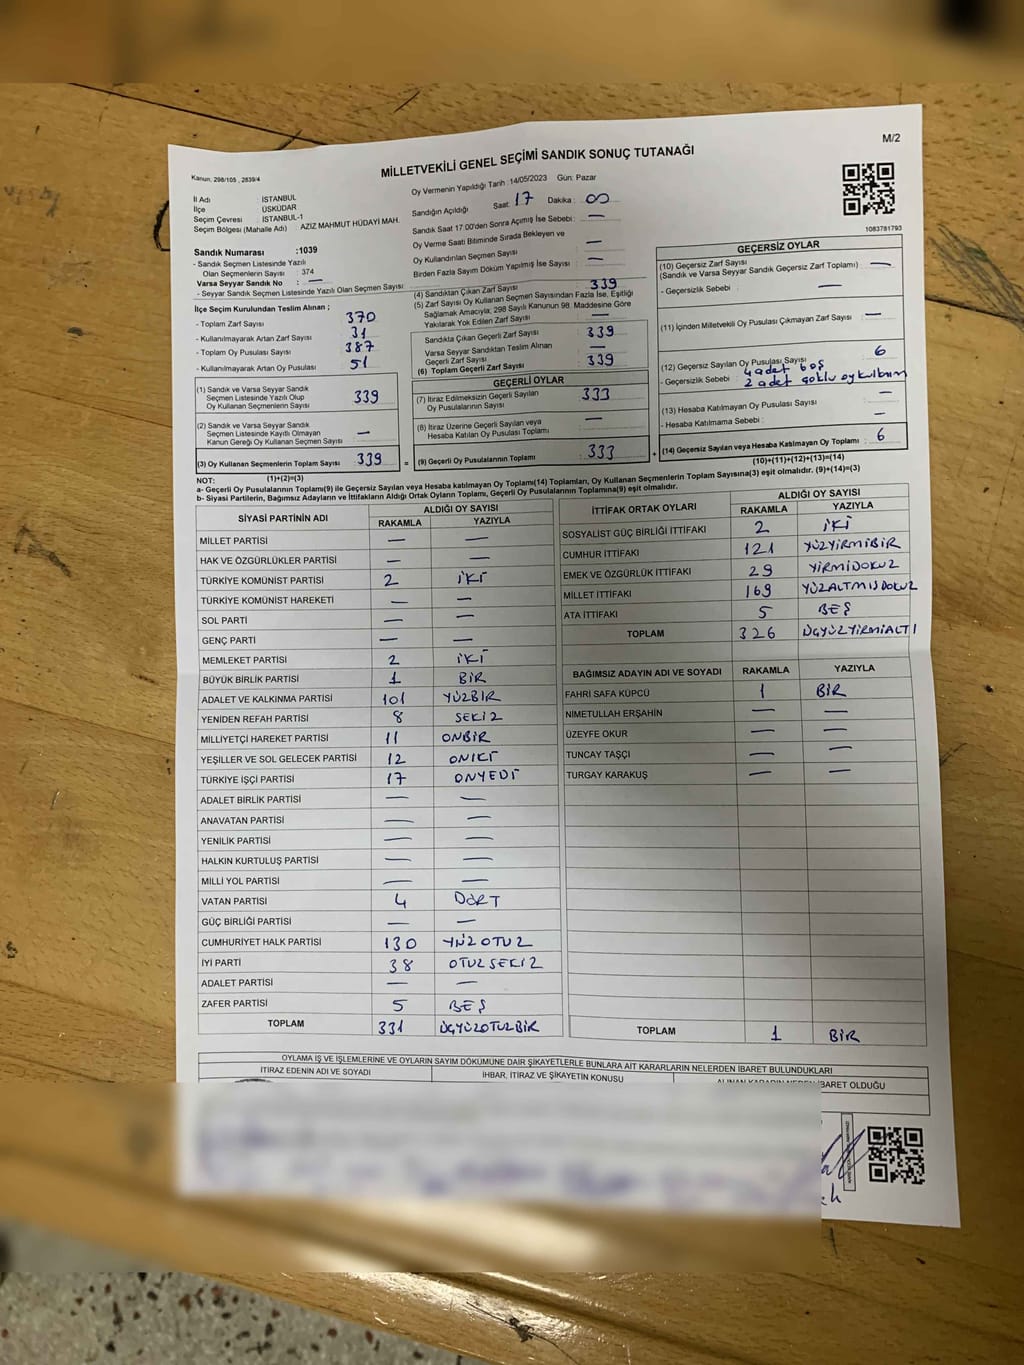 M/2
Kanun, 298/105 , 2839/4
MİLLETVEKİLİ GENEL SEÇİMİ SANDIK SONUÇ TUTANAĞI
Oy Vermenin Yapıldığı Tarih : 14/05/2023 Gün: Pazar
İl Adı : İSTANBUL
İlçe : ÜSKÜDAR
Seçim Çevresi : İSTANBUL-1
Seçim Bölgesi (Mahalle Adı) : AZİZ MAHMUT HÜDAYİ MAH.
Sandık Numarası :1039
- Sandık Seçmen Listesinde Yazılı
Olan Seçmenlerin Sayısı : 374
Varsa Seyyar Sandık No : —
- Seyyar Sandık Seçmen Listesinde Yazılı Olan Seçmen Sayısı
Sandığın Açıldığı Saat: 17 Dakika : 00
Sandık Saat 17.00'den Sonra Açımış İse Sebebi : —
Oy Verme Saati Bitiminde Sırada Bekleyen ve
Oy Kullandırılan Seçmen Sayısı : —
Birden Fazla Sayım Döküm Yapılmış İse Sayısı : —
1083781793
İlçe Seçim Kurulundan Teslim Alınan ;
- Toplam Zarf Sayısı : 370
- Kullanılmayarak Artan Zarf Sayısı : 31
- Toplam Oy Pusulası Sayısı : 387
- Kullanılmayarak Artan Oy Pusulası : 51
(1) Sandık ve Varsa Seyyar Sandık
Seçmen Listesinde Yazılı Olup
Oy Kullanan Seçmenlerin Sayısı : 339
(2) Sandık ve Varsa Seyyar Sandık
Seçmen Listesinde Kayıtlı Olmayan
Kanun Gereği Oy Kullanan Seçmen Sayısı : —
(3) Oy Kullanan Seçmenlerin Toplam Sayısı : 339
(1)+(2)=(3)
(4) Sandıktan Çıkan Zarf Sayısı : 339
(5) Zarf Sayısı Oy Kullanan Seçmen Sayısından Fazla İse, Eşitliği
Sağlamak Amacıyla; 298 Sayılı Kanunun 98. Maddesine Göre
Yakılarak Yok Edilen Zarf Sayısı : —
Sandıkta Çıkan Geçerli Zarf Sayısı : 339
Varsa Seyyar Sandıktan Teslim Alınan
Geçerli Zarf Sayısı : —
(6) Toplam Geçerli Zarf Sayısı : 339
GEÇERLİ OYLAR
(7) İtiraz Edilmeksizin Geçerli Sayılan
Oy Pusulalarının Sayısı : 333
(8) İtiraz Üzerine Geçerli Sayılan veya
Hesaba Katılan Oy Pusulası Toplamı : —
= (9) Geçerli Oy Pusulalarının Toplamı : 333 +
GEÇERSİZ OYLAR
(10) Geçersiz Zarf Sayısı
(Sandık ve Varsa Seyyar Sandık Geçersiz Zarf Toplamı) : —
- Geçersizlik Sebebi : —
(11) İçinden Milletvekili Oy Pusulası Çıkmayan Zarf Sayısı : —
(12) Geçersiz Sayılan Oy Pusulası Sayısı : 6
- Geçersizlik Sebebi : 4 adet boş
2 adet çoklu oy kullanım
(13) Hesaba Katılmayan Oy Pusulası Sayısı : —
- Hesaba Katılmama Sebebi : —
(14) Geçersiz Sayılan veya Hesaba Katılmayan Oy Toplamı : 6
(10)+(11)+(12)+(13)=(14)
NOT:
a- Geçerli Oy Pusulalarının Toplamı(9) ile Geçersiz Sayılan veya Hesaba katılmayan Oy Toplamı(14) Toplamları, Oy Kullanan Seçmenlerin Toplam Sayısına(3) eşit olmalıdır. (9)+(14)=(3)
b- Siyasi Partilerin, Bağımsız Adayların ve İttifakların Aldığı Ortak Oyların Toplamı, Geçerli Oy Pusulalarının Toplamına(9) eşit olmalıdır.
SİYASİ PARTİNİN ADI ALDIĞI OY SAYISI
RAKAMLA YAZIYLA
MİLLET PARTİSİ — —
HAK VE ÖZGÜRLÜKLER PARTİSİ — —
TÜRKİYE KOMÜNİST PARTİSİ 2 İKİ
TÜRKİYE KOMÜNİST HAREKETİ — —
SOL PARTİ — —
GENÇ PARTİ — —
MEMLEKET PARTİSİ 2 İKİ
BÜYÜK BİRLİK PARTİSİ 1 BİR
ADALET VE KALKINMA PARTİSİ 101 YÜZBİR
YENİDEN REFAH PARTİSİ 8 SEKİZ
MİLLİYETÇİ HAREKET PARTİSİ 11 ONBİR
YEŞİLLER VE SOL GELECEK PARTİSİ 12 ONİKİ
TÜRKİYE İŞÇİ PARTİSİ 17 ONYEDİ
ADALET BİRLİK PARTİSİ — —
ANAVATAN PARTİSİ — —
YENİLİK PARTİSİ — —
HALKIN KURTULUŞ PARTİSİ — —
MİLLİ YOL PARTİSİ — —
VATAN PARTİSİ 4 DÖRT
GÜÇ BİRLİĞİ PARTİSİ — —
CUMHURİYET HALK PARTİSİ 130 YÜZOTUZ
İYİ PARTİ 38 OTUZSEKİZ
ADALET PARTİSİ — —
ZAFER PARTİSİ 5 BEŞ
TOPLAM 331 ÜÇYÜZOTUZBİR
İTTİFAK ORTAK OYLARI ALDIĞI OY SAYISI
RAKAMLA YAZIYLA
SOSYALİST GÜÇ BİRLİĞİ İTTİFAKI 2 İKİ
CUMHUR İTTİFAKI 121 YÜZYİRMİBİR
EMEK VE ÖZGÜRLÜK İTTİFAKI 29 YİRMİDOKUZ
MİLLET İTTİFAKI 169 YÜZALTMIŞDOKUZ
ATA İTTİFAKI 5 BEŞ
TOPLAM 326 ÜÇYÜZYİRMİALTI
BAĞIMSIZ ADAYIN ADI VE SOYADI RAKAMLA YAZIYLA
FAHRİ SAFA KÜPCÜ 1 BİR
NİMETULLAH ERŞAHİN — —
ÜZEYFE OKUR — —
TUNCAY TAŞÇI — —
TURGAY KARAKUŞ — —
TOPLAM 1 BİR
OYLAMA İŞ VE İŞLEMLERİNE VE OYLARIN SAYIM DÖKÜMÜNE DAİR ŞİKAYETLERLE BUNLARA AİT KARARLARIN NELERDEN İBARET BULUNDUKLARI
İTİRAZ EDENİN ADI VE SOYADI İHBAR, İTİRAZ VE ŞİKAYETİN KONUSU ALINAN KARARIN NEDEN İBARET OLDUĞU